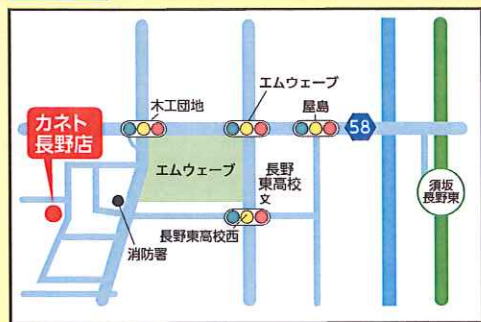 エムウェーブ
木工団地
屋島
カネト
長野店
58
エムウェーブ
長野
東高校
文
須坂
長野東
長野東高校西
消防署